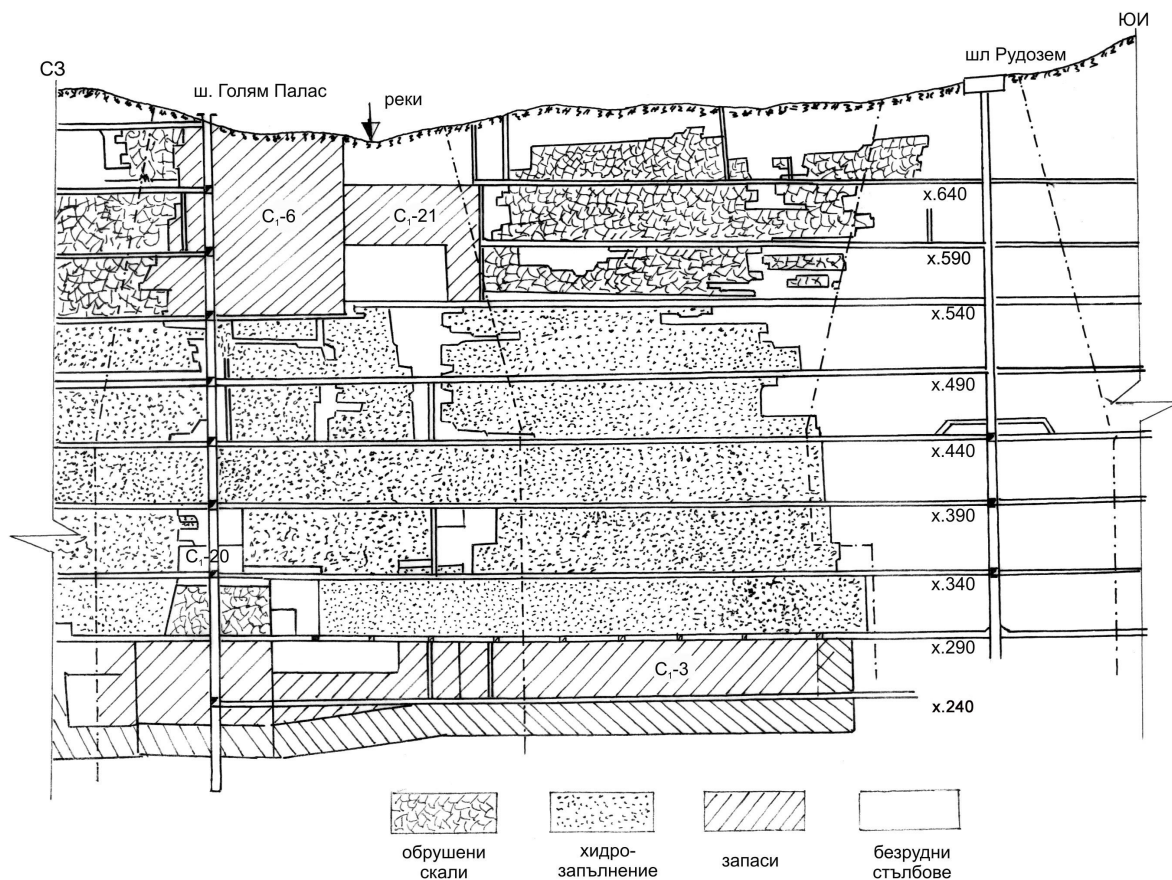 ЮИ
СЗ
шл Рудозем
ш. Голям Палас
реки
х.640
C₁-6
C₁-21
х.590
х.540
х.490
х.440
х.390
C₁-20
х.340
х.290
C₁-3
х.240
обрушени
скали
хидро-
запълнение
запаси
безрудни
стълбове